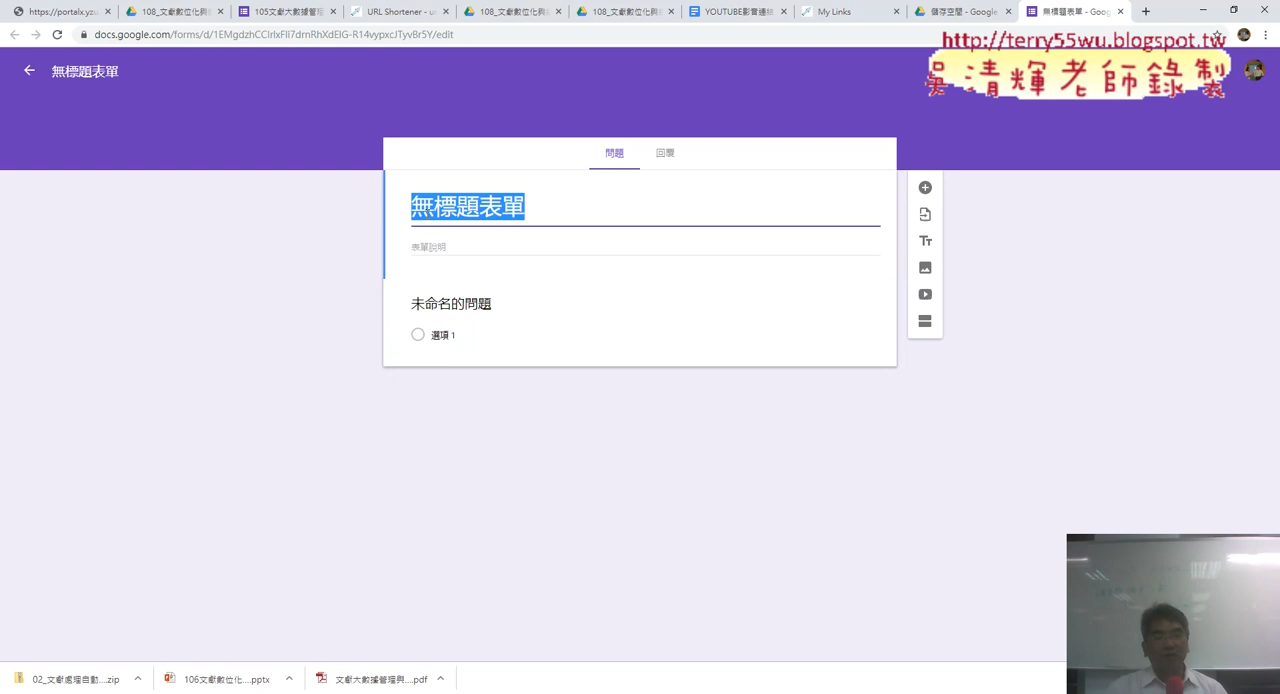 https://portalx.yzu
108_文獻數位化與
105文獻大數據管理
URL Shortener - u
108_文獻數位化與
108_文獻數位化與
YOUTUBE影音連結
My Links
儲存空間 - Google
無標題表單 - Goog
docs.google.com/forms/d/1EMgdzhCClrlxFIi7dmRhXdEIG-R14vypxcJTyvBr5Y/edit
http://terry55wu.blogspot.tw
吳清輝老師錄製
無標題表單
問題 回覆
無標題表單
表單說明
未命名的問題
選項 1
02_文獻處理自動....zip
106文獻數位化....pptx
文獻大數據管理與....pdf